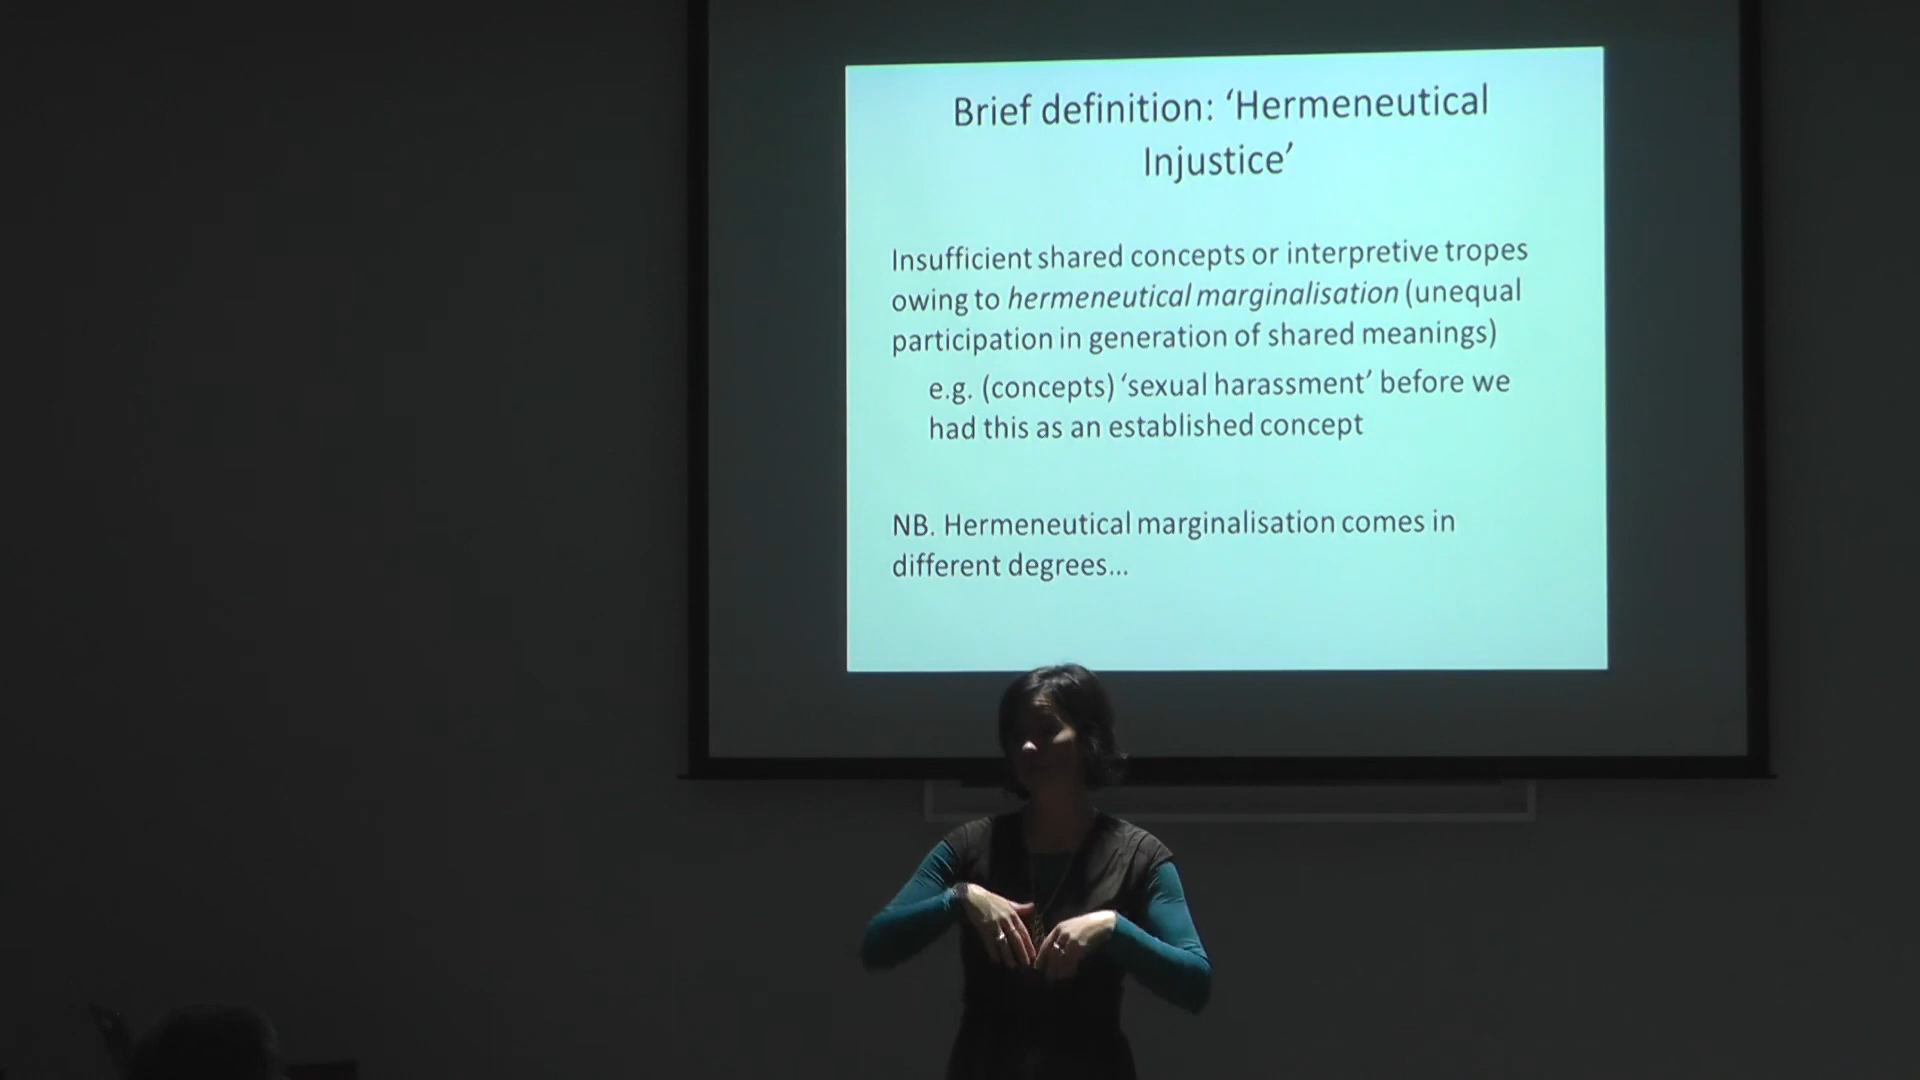 Brief definition: ‘Hermeneutical
Injustice’
Insufficient shared concepts or interpretive tropes
owing to hermeneutical marginalisation (unequal
participation in generation of shared meanings)
e.g. (concepts) ‘sexual harassment’ before we
had this as an established concept
NB. Hermeneutical marginalisation comes in
different degrees...